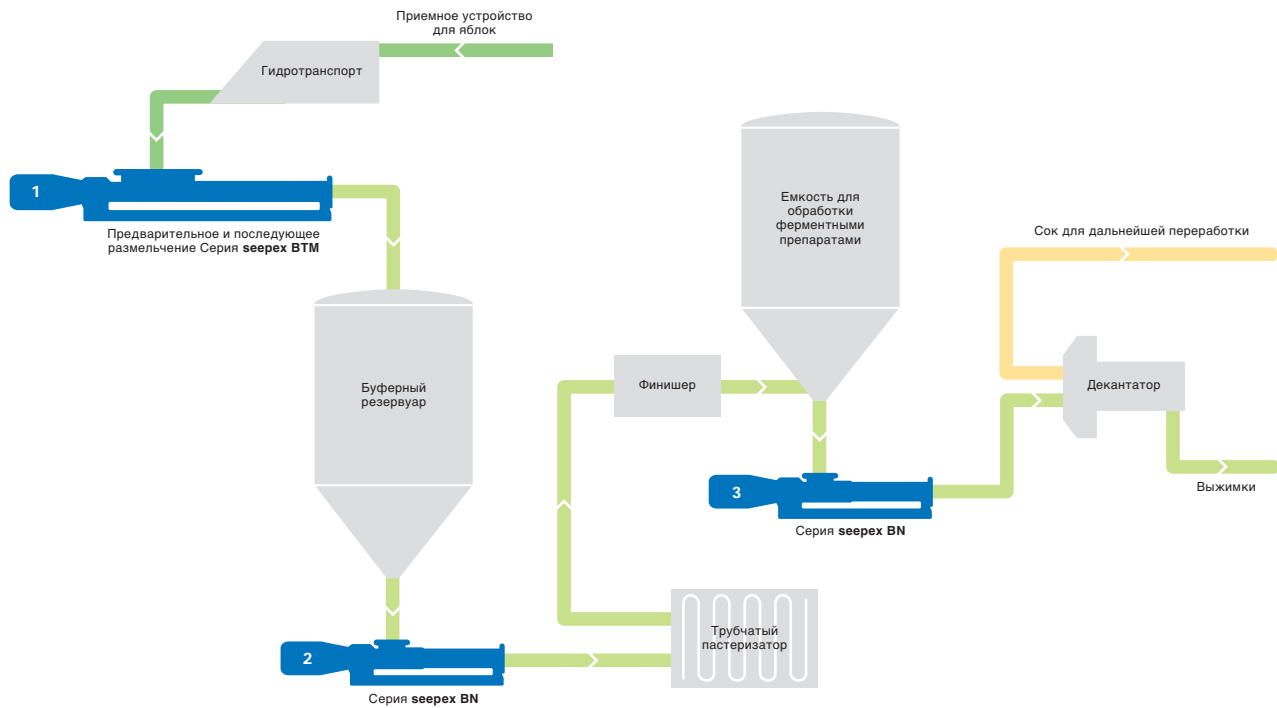 Приемное устройство
для яблок
Гидротранспорт
1
Предварительное и последующее
размельчение Серия seepex BTM
Емкость для
обработки
ферментными
препаратами
Сок для дальнейшей переработки
Буферный
резервуар
Финишер
Декантатор
3
Выжимки
Серия seepex BN
2
Трубчатый
пастеризатор
Серия seepex BN